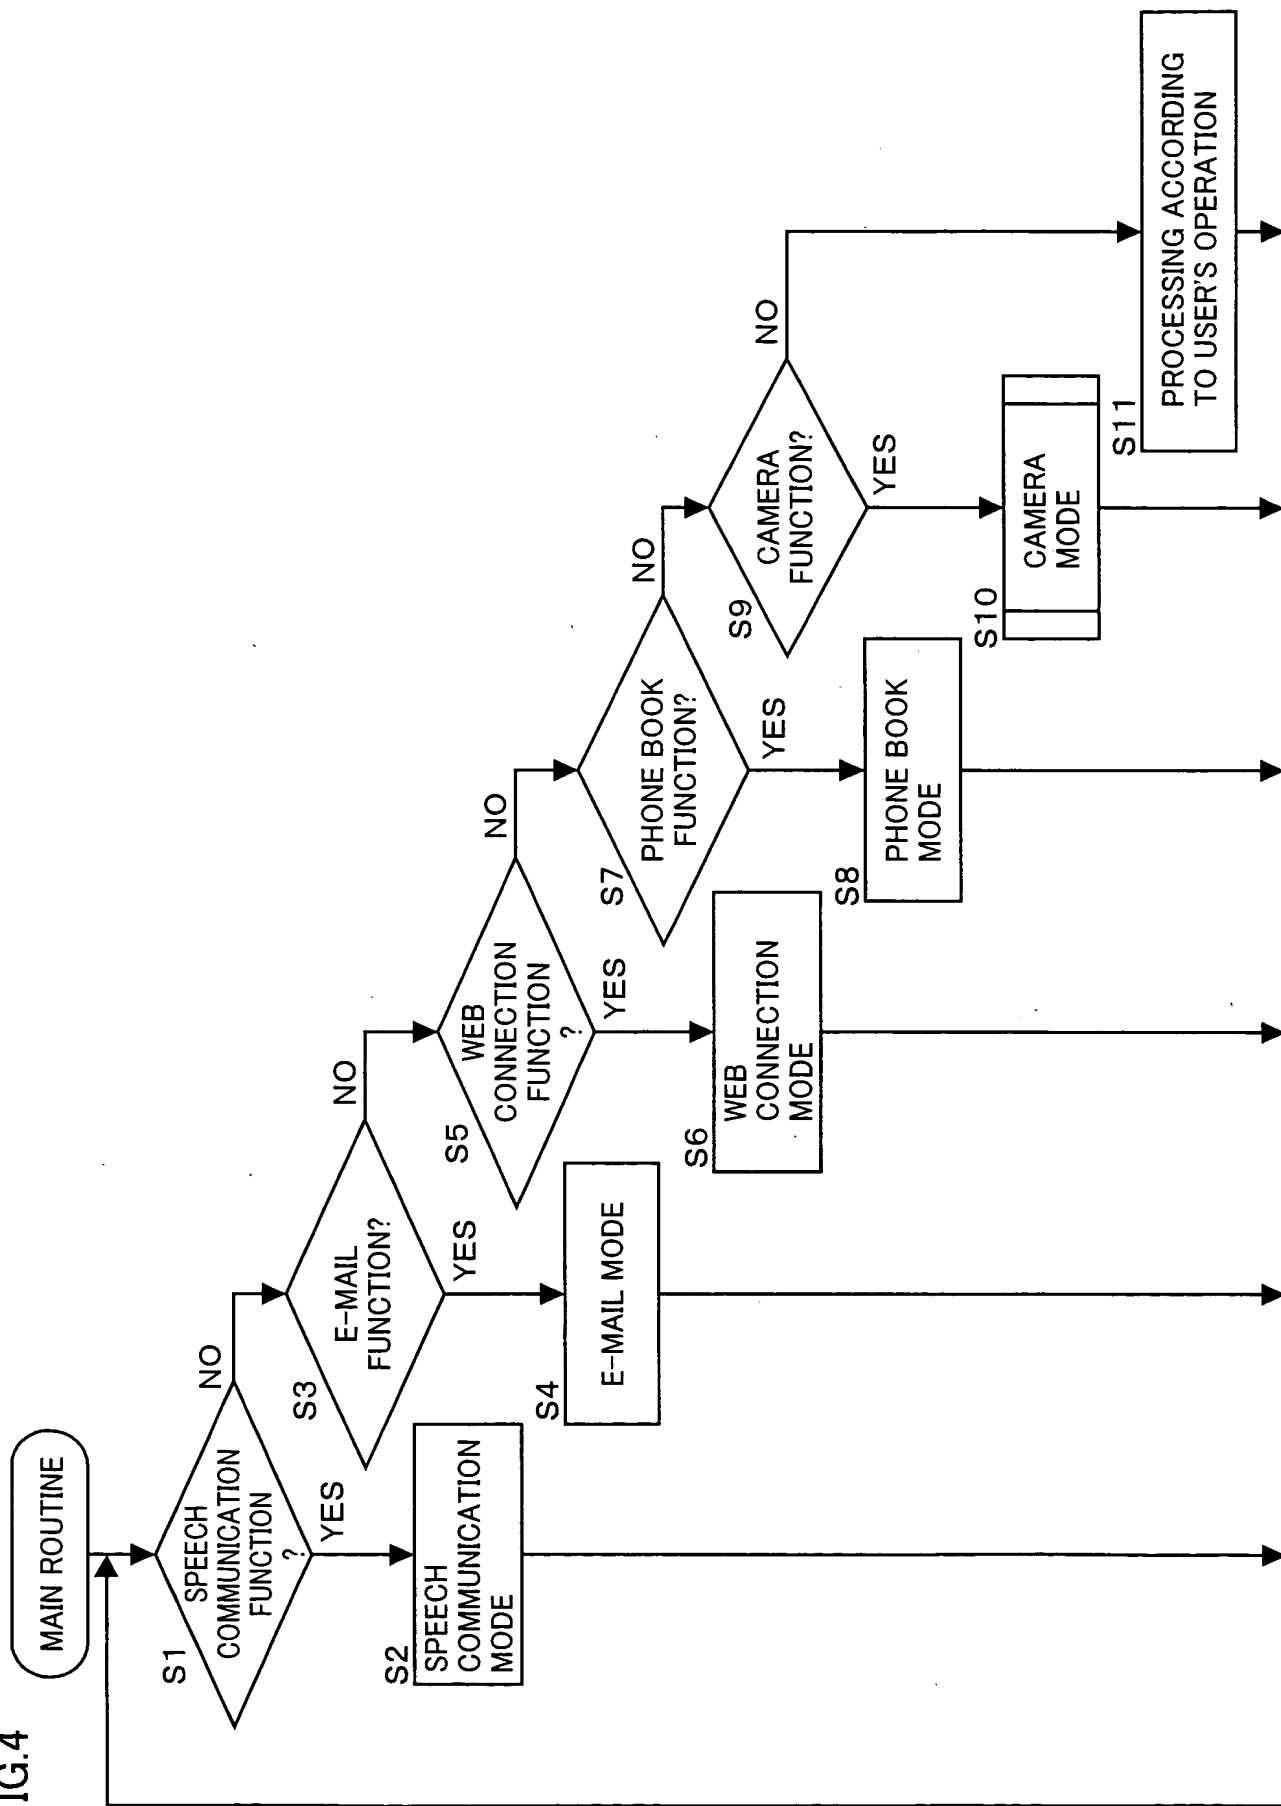 IG.4
MAIN ROUTINE
S1
SPEECH
COMMUNICATION
FUNCTION
?
NO
YES
S2
SPEECH
COMMUNICATION
MODE
S3
E-MAIL
FUNCTION?
NO
YES
S4
E-MAIL MODE
S5
WEB
CONNECTION
FUNCTION
?
NO
YES
S6
WEB
CONNECTION
MODE
S7
PHONE BOOK
FUNCTION?
NO
YES
S8
PHONE BOOK
MODE
S9
CAMERA
FUNCTION?
NO
YES
S10
CAMERA
MODE
S11
PROCESSING ACCORDING
TO USER'S OPERATION